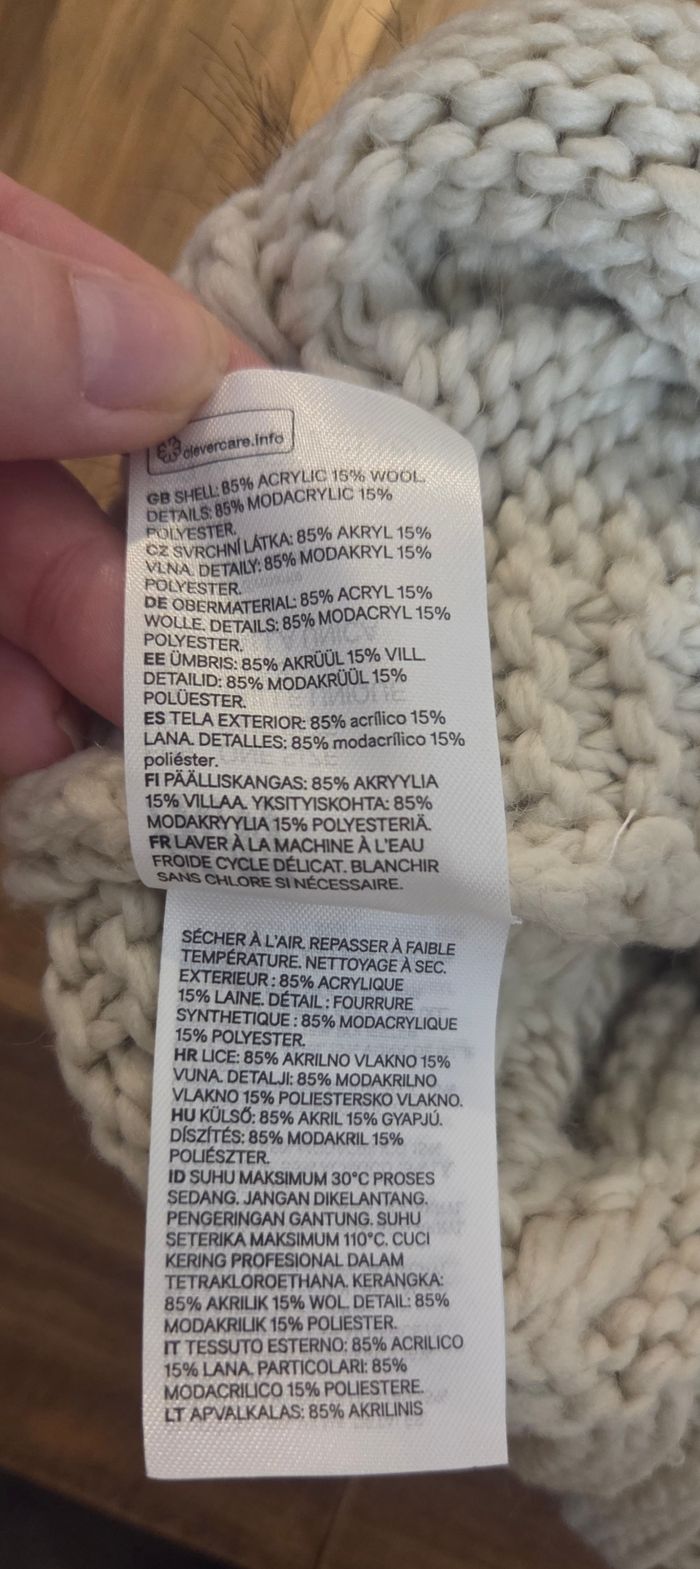 clevercare.info
GB SHELL: 85% ACRYLIC 15% WOOL.
DETAILS: 85% MODACRYLIC 15%
POLYESTER.
CZ SVRCHNÍ LÁTKA: 85% AKRYL 15%
VLNA. DETAILY: 85% MODAKRYL 15%
POLYESTER.
DE OBERMATERIAL: 85% ACRYL 15%
WOLLE. DETAILS: 85% MODACRYL 15%
POLYESTER.
EE ÜMBRIS: 85% AKRÜÜL 15% VILL.
DETAILID: 85% MODAKRÜÜL 15%
POLÜESTER.
ES TELA EXTERIOR: 85% acrílico 15%
LANA. DETALLES: 85% modacrílico 15%
poliéster.
FI PÄÄLLISKANGAS: 85% AKRYYLIA
15% VILLAA. YKSITYISKOHTA: 85%
MODAKRYYLIA 15% POLYESTERIÄ.
FR LAVER À LA MACHINE À L'EAU
FROIDE CYCLE DÉLICAT. BLANCHIR
SANS CHLORE SI NÉCESSAIRE.
SÉCHER À L'AIR. REPASSER À FAIBLE
TEMPÉRATURE. NETTOYAGE À SEC.
EXTERIEUR : 85% ACRYLIQUE
15% LAINE. DÉTAIL : FOURRURE
SYNTHETIQUE : 85% MODACRYLIQUE
15% POLYESTER.
HR LICE: 85% AKRILNO VLAKNO 15%
VUNA. DETALJI: 85% MODAKRILNO
VLAKNO 15% POLIESTERSKO VLAKNO.
HU KÜLSŐ: 85% AKRIL 15% GYAPJÚ.
DÍSZÍTÉS: 85% MODAKRIL 15%
POLIÉSZTER.
ID SUHU MAKSIMUM 30°C PROSES
SEDANG. JANGAN DIKELANTANG.
PENGERINGAN GANTUNG. SUHU
SETERIKA MAKSIMUM 110°C. CUCI
KERING PROFESIONAL DALAM
TETRAKLOROETHANA. KERANGKA:
85% AKRILIK 15% WOL. DETAIL: 85%
MODAKRILIK 15% POLIESTER.
IT TESSUTO ESTERNO: 85% ACRILICO
15% LANA. PARTICOLARI: 85%
MODACRILICO 15% POLIESTERE.
LT APVALKALAS: 85% AKRILINIS